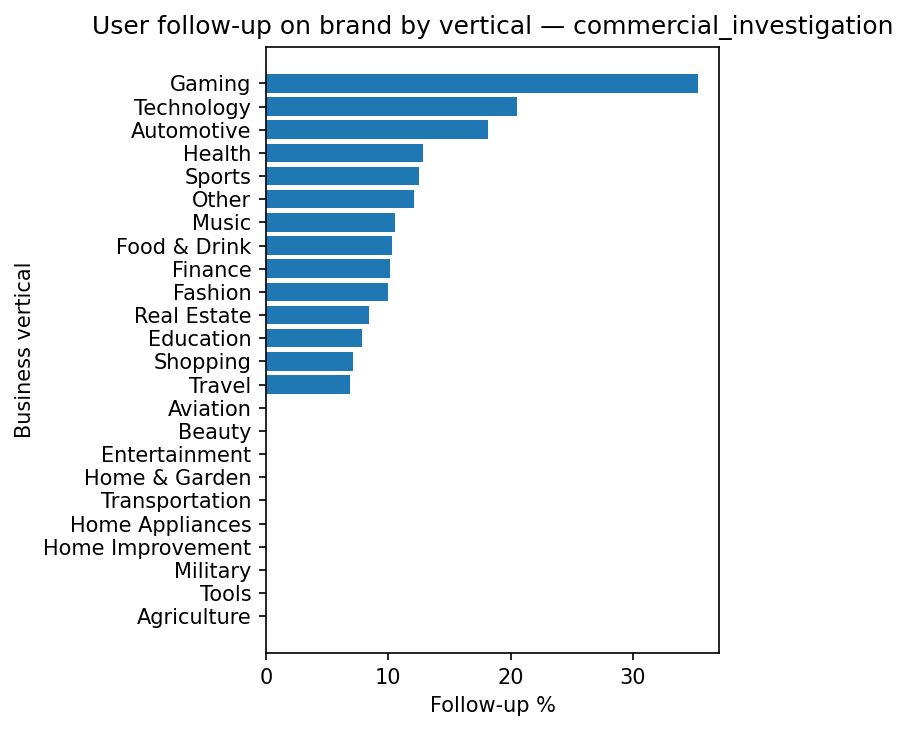 User follow-up on brand by vertical — commercial_investigation
Business vertical
Gaming
Technology
Automotive
Health
Sports
Other
Music
Food & Drink
Finance
Fashion
Real Estate
Education
Shopping
Travel
Aviation
Beauty
Entertainment
Home & Garden
Transportation
Home Appliances
Home Improvement
Military
Tools
Agriculture
0 10 20 30
Follow-up %